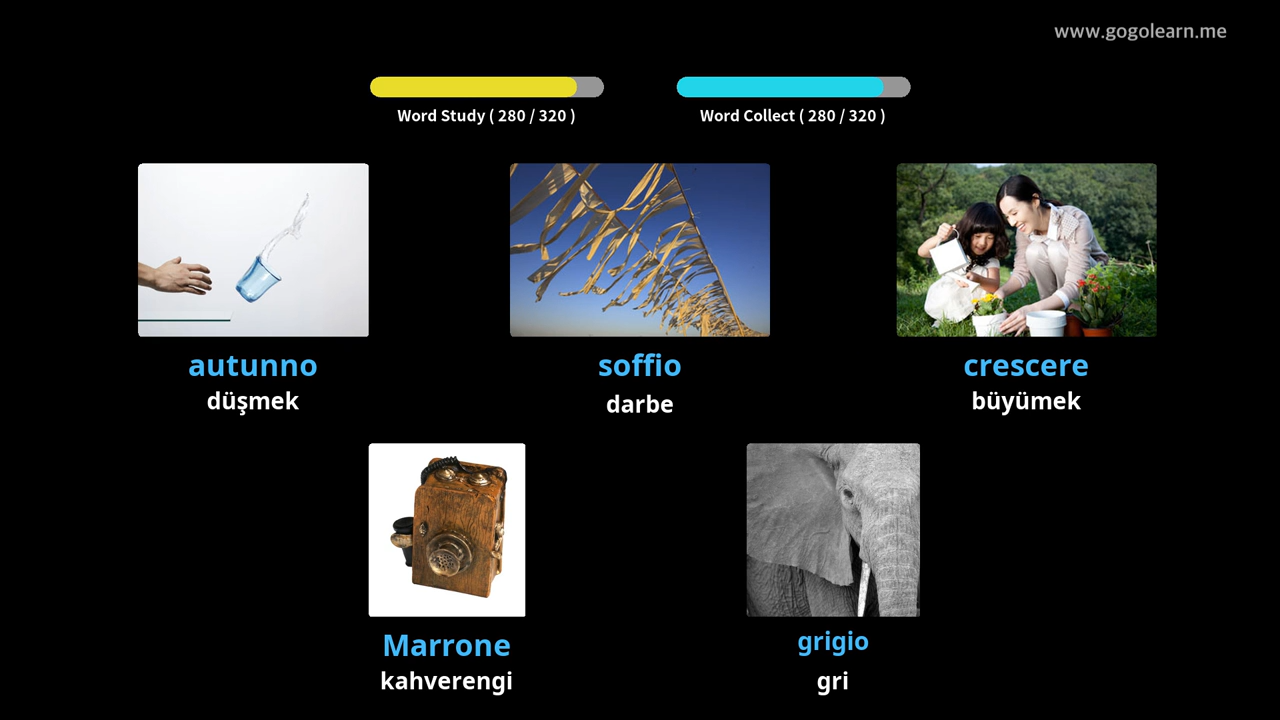 www.gogolearn.me
Word Study ( 280 / 320 )
Word Collect ( 280 / 320 )
autunno
düşmek
soffio
darbe
crescere
büyümek
Marrone
kahverengi
grigio
gri